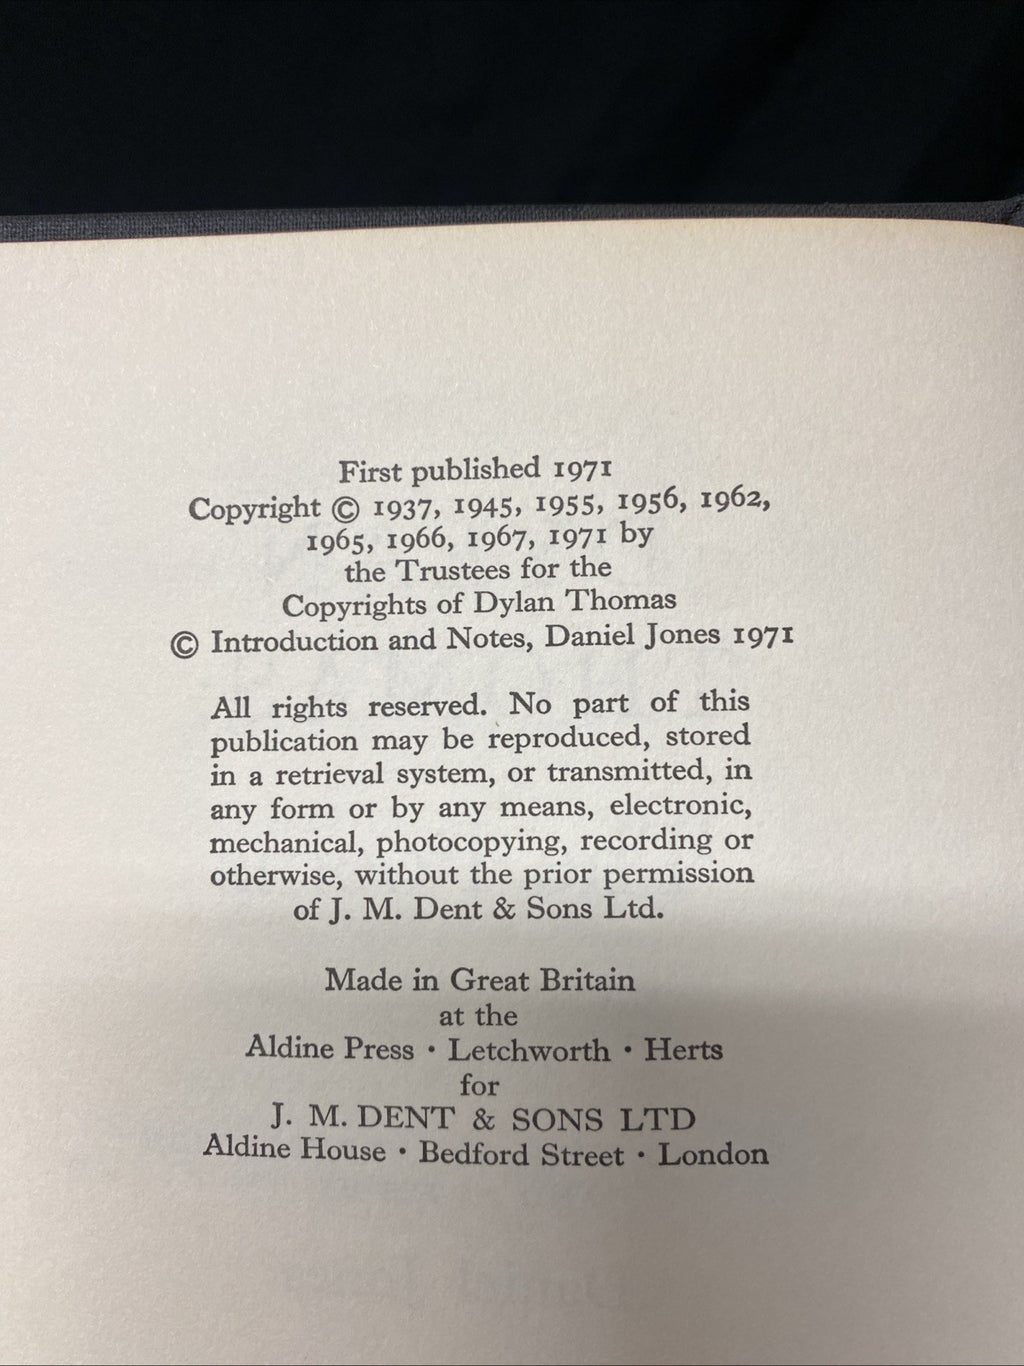 First published 1971
Copyright © 1937, 1945, 1955, 1956, 1962,
1965, 1966, 1967, 1971 by
the Trustees for the
Copyrights of Dylan Thomas
© Introduction and Notes, Daniel Jones 1971
All rights reserved. No part of this
publication may be reproduced, stored
in a retrieval system, or transmitted, in
any form or by any means, electronic,
mechanical, photocopying, recording or
otherwise, without the prior permission
of J. M. Dent & Sons Ltd.
Made in Great Britain
at the
Aldine Press · Letchworth · Herts
for
J. M. DENT & SONS LTD
Aldine House · Bedford Street · London